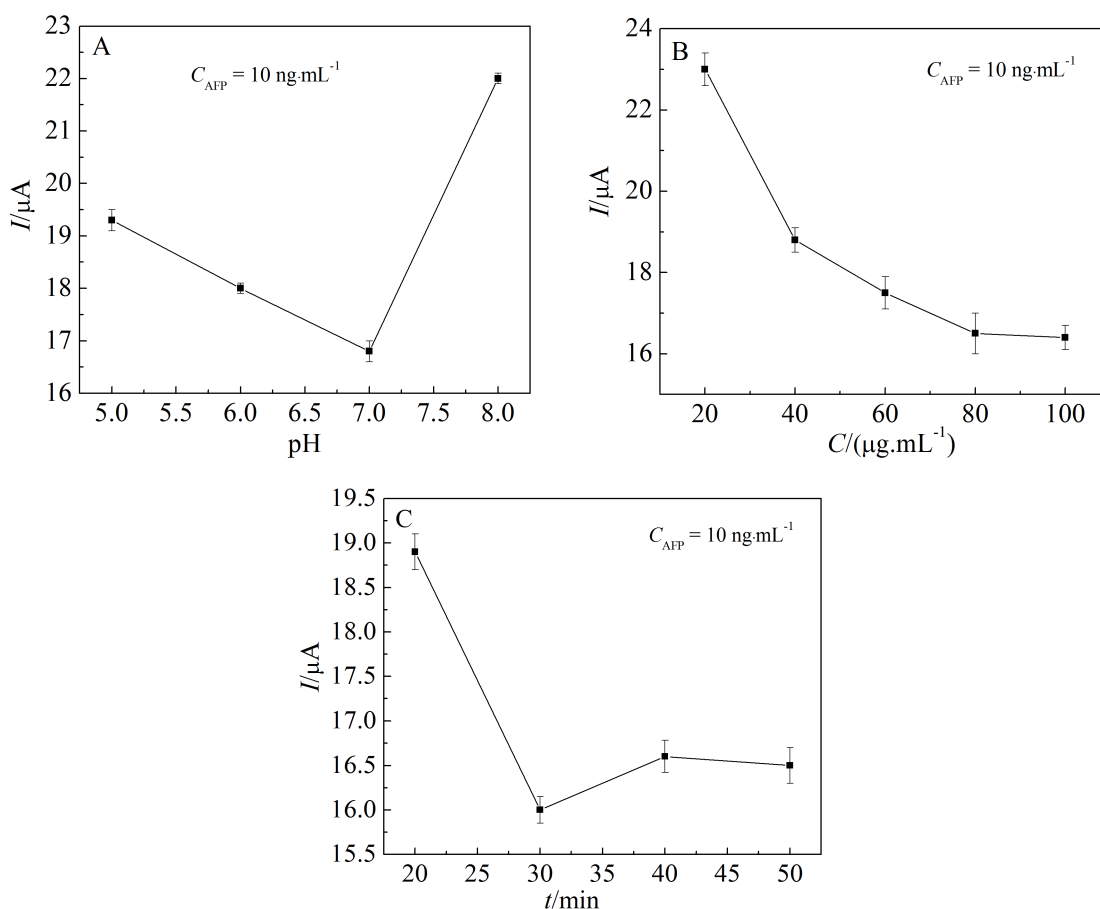 A
C_AFP = 10 ng·mL⁻¹
I/μA
23
22
21
20
19
18
17
16
5.0 5.5 6.0 6.5 7.0 7.5 8.0
pH
B
C_AFP = 10 ng·mL⁻¹
I/μA
24
22
20
18
16
20 40 60 80 100
C/(μg.mL⁻¹)
C
C_AFP = 10 ng·mL⁻¹
I/μA
19.5
19.0
18.5
18.0
17.5
17.0
16.5
16.0
15.5
20 25 30 35 40 45 50
t/min